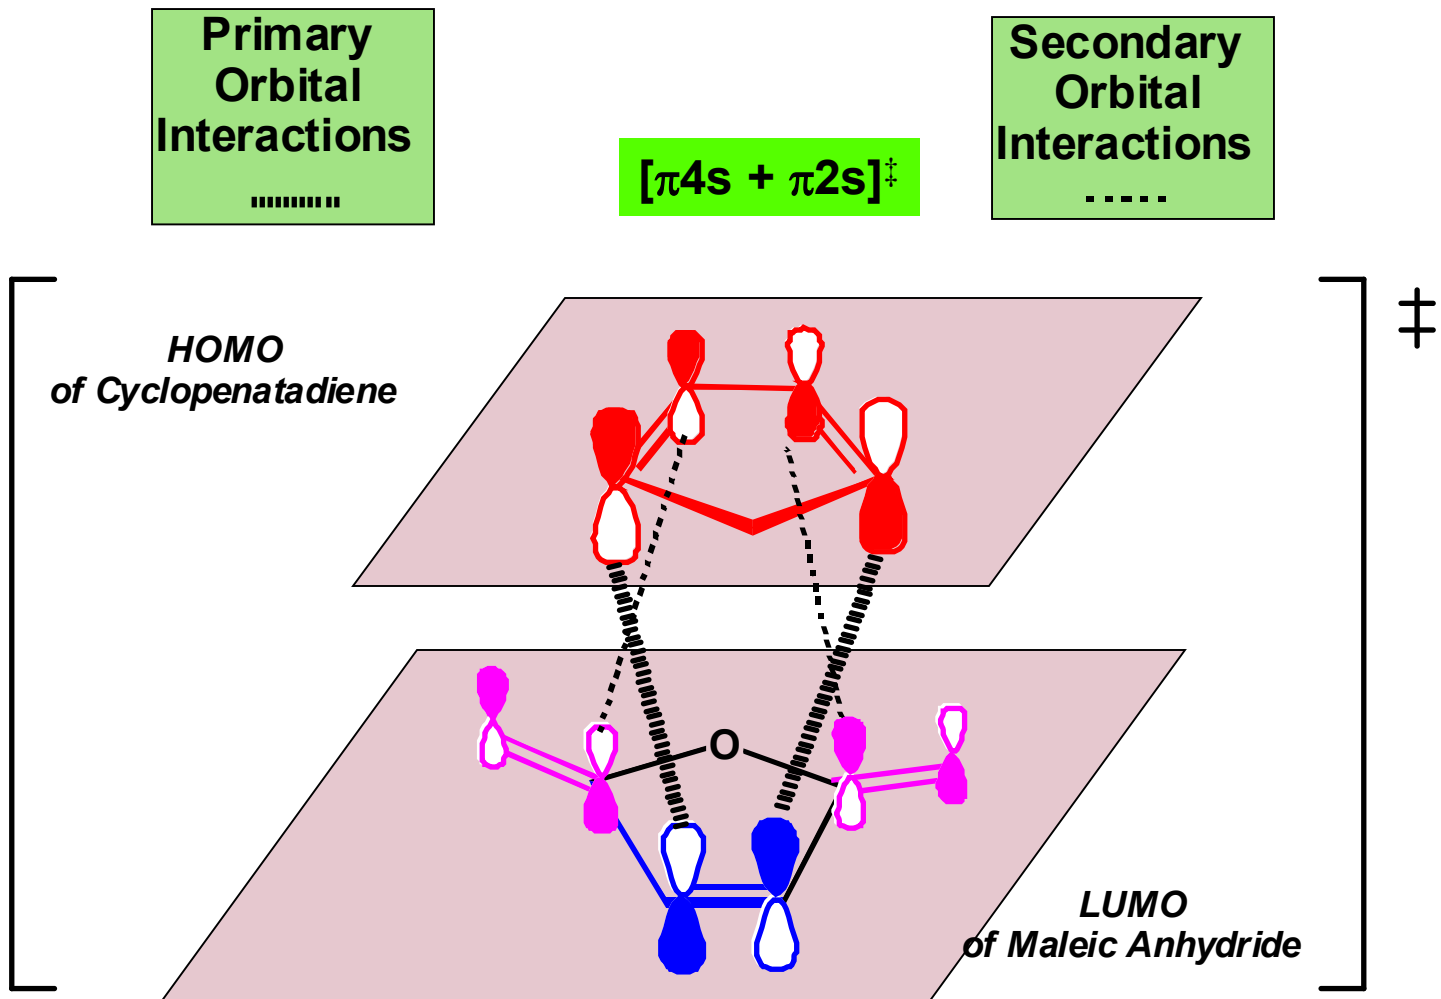 Primary
Orbital
Interactions
Secondary
Orbital
Interactions
[π4s + π2s]‡
‡
HOMO
of Cyclopenatadiene
O
LUMO
of Maleic Anhydride